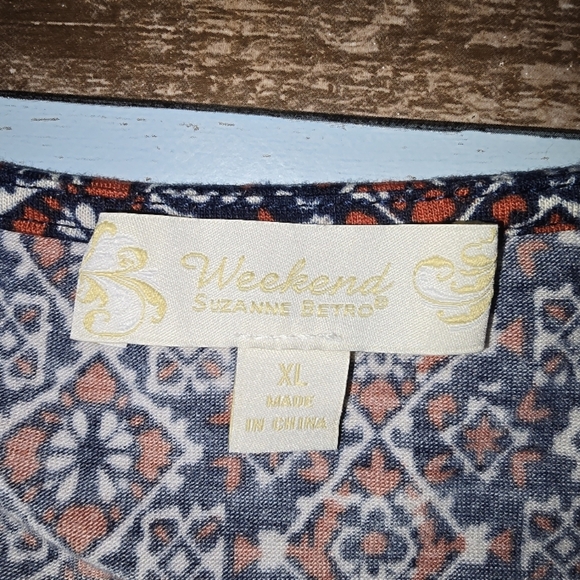 Weekend
SUZANNE BETRO®
XL
MADE
IN CHINA